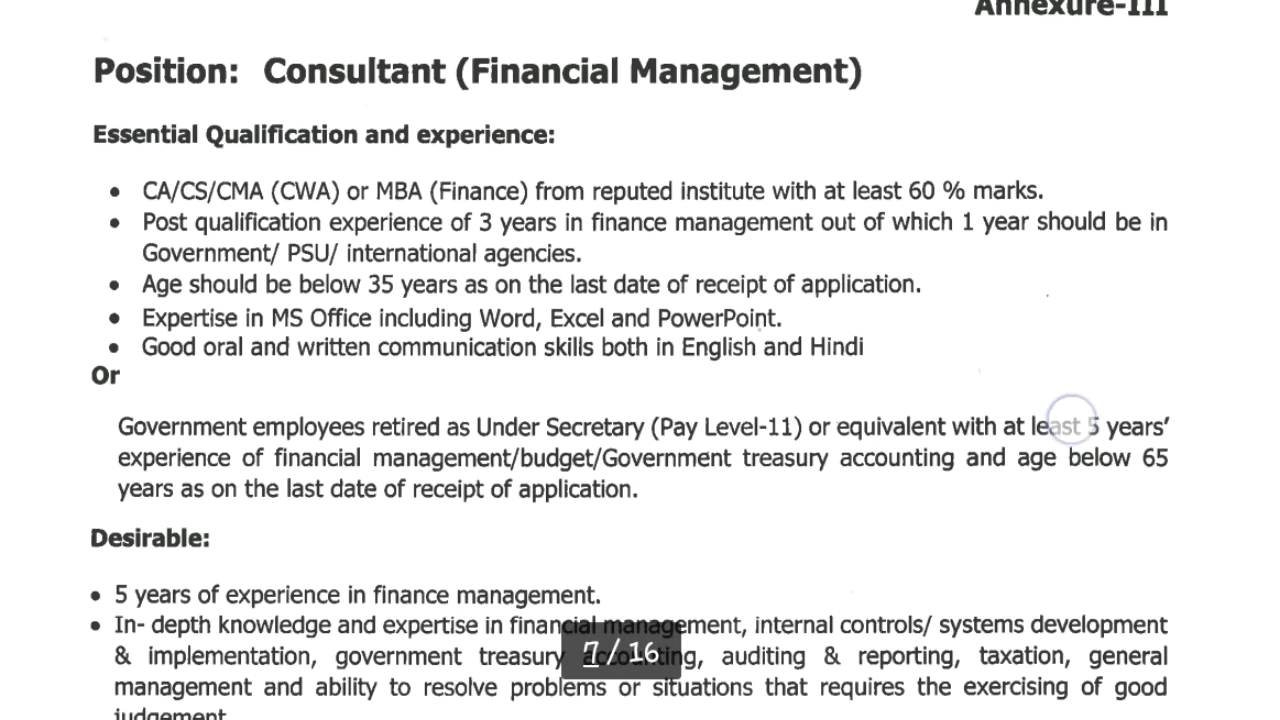 Annexure-III
Position: Consultant (Financial Management)
Essential Qualification and experience:
• CA/CS/CMA (CWA) or MBA (Finance) from reputed institute with at least 60 % marks.
• Post qualification experience of 3 years in finance management out of which 1 year should be in
Government/ PSU/ international agencies.
• Age should be below 35 years as on the last date of receipt of application.
• Expertise in MS Office including Word, Excel and PowerPoint.
• Good oral and written communication skills both in English and Hindi
Or
Government employees retired as Under Secretary (Pay Level-11) or equivalent with at least 5 years’
experience of financial management/budget/Government treasury accounting and age below 65
years as on the last date of receipt of application.
Desirable:
• 5 years of experience in finance management.
• In- depth knowledge and expertise in financial management, internal controls/ systems development
& implementation, government treasury accounting, auditing & reporting, taxation, general
management and ability to resolve problems or situations that requires the exercising of good
judgement
7 / 16